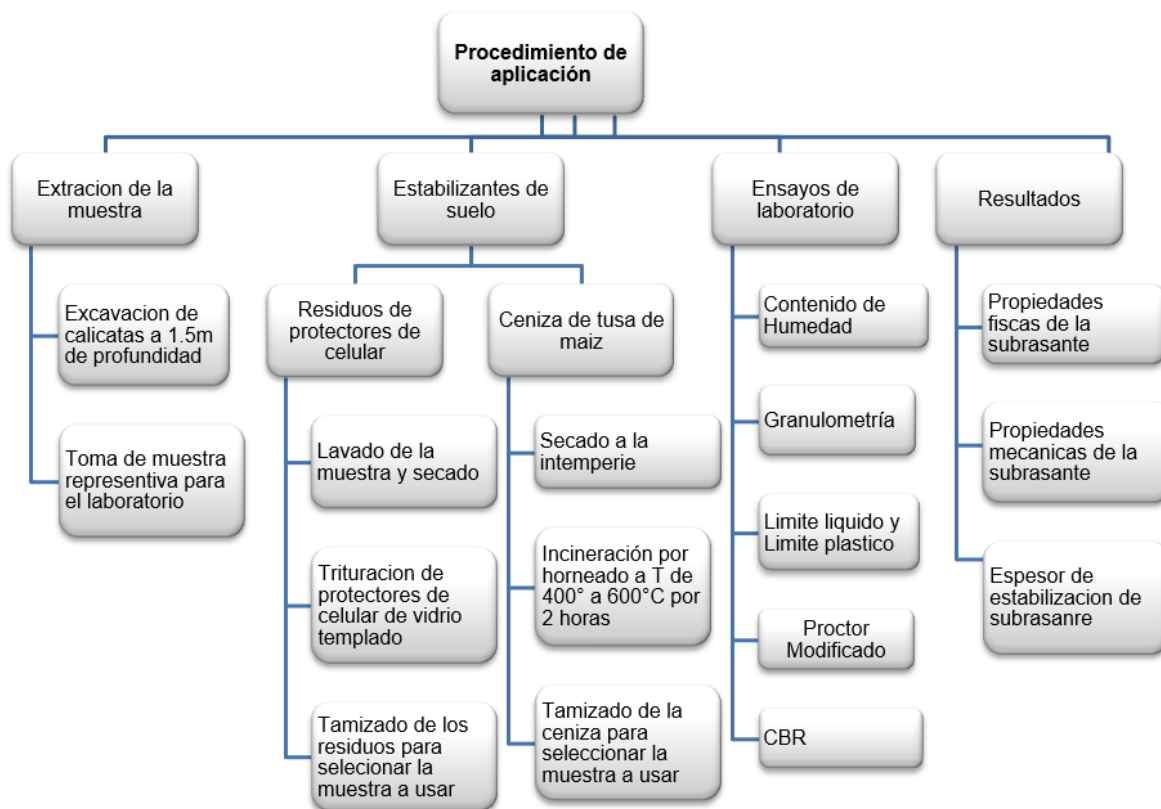 Procedimiento de
aplicación
Extracion de la
muestra
Excavacion de
calicatas a 1.5m
de profundidad
Toma de muestra
representiva para
el laboratorio
Estabilizantes de
suelo
Residuos de
protectores de
celular
Lavado de la
muestra y secado
Trituracion de
protectores de
celular de vidrio
templado
Tamizado de los
residuos para
selecionar la
muestra a usar
Ceniza de tusa de
maiz
Secado a la
intemperie
Incineración por
horneado a T de
400° a 600°C por
2 horas
Tamizado de la
ceniza para
seleccionar la
muestra a usar
Ensayos de
laboratorio
Contenido de
Humedad
Granulometría
Limite liquido y
Limite plastico
Proctor
Modificado
CBR
Resultados
Propiedades
fiscas de la
subrasante
Propiedades
mecanicas de la
subrasante
Espesor de
estabilizacion de
subrasanre